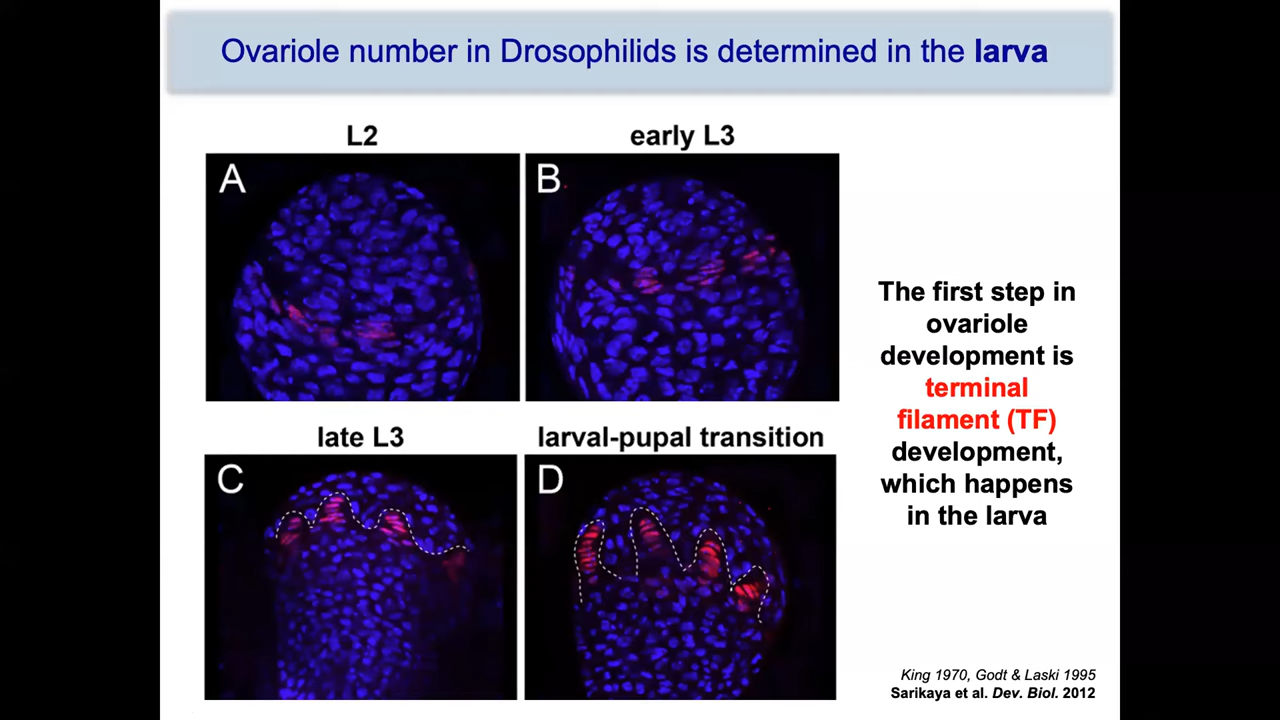 Ovariole number in Drosophilids is determined in the larva
L2
early L3
A
B
late L3
larval-pupal transition
C
D
The first step in
ovariole
development is
terminal
filament (TF)
development,
which happens
in the larva
King 1970, Godt & Laski 1995
Sarikaya et al. Dev. Biol. 2012